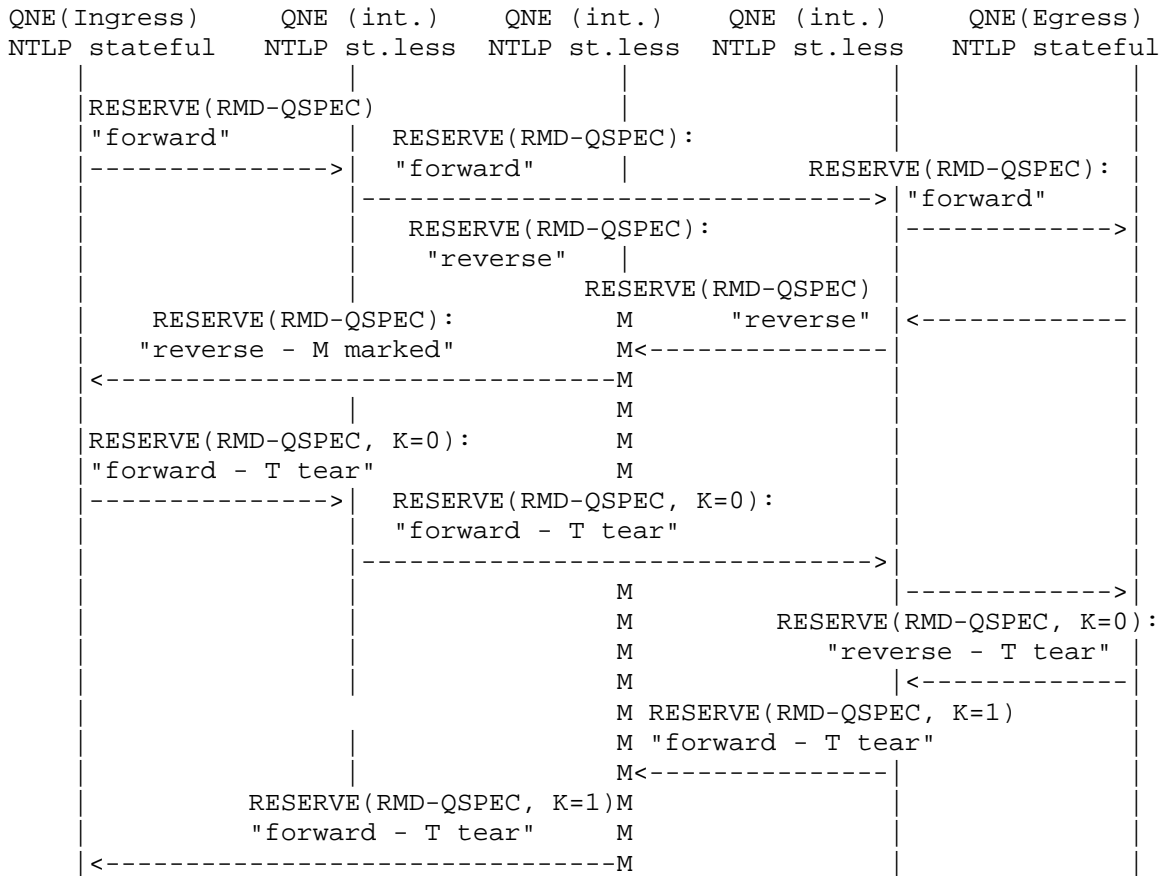 QNE(Ingress)     QNE (int.)    QNE (int.)    QNE (int.)     QNE(Egress)
NTLP stateful   NTLP st.less  NTLP st.less  NTLP st.less   NTLP stateful
RESERVE(RMD-QSPEC)
"forward"       RESERVE(RMD-QSPEC):
"forward"                 RESERVE(RMD-QSPEC):
"forward"
RESERVE(RMD-QSPEC):
"reverse"
RESERVE(RMD-QSPEC)
RESERVE(RMD-QSPEC):          M      "reverse"
"reverse - M marked"            M
M
M
RESERVE(RMD-QSPEC, K=0):         M
"forward - T tear"               M
RESERVE(RMD-QSPEC, K=0):
"forward - T tear"
M
M         RESERVE(RMD-QSPEC, K=0):
M            "reverse - T tear"
M
M RESERVE(RMD-QSPEC, K=1)
M "forward - T tear"
M
RESERVE(RMD-QSPEC, K=1)M
"forward - T tear"     M
M